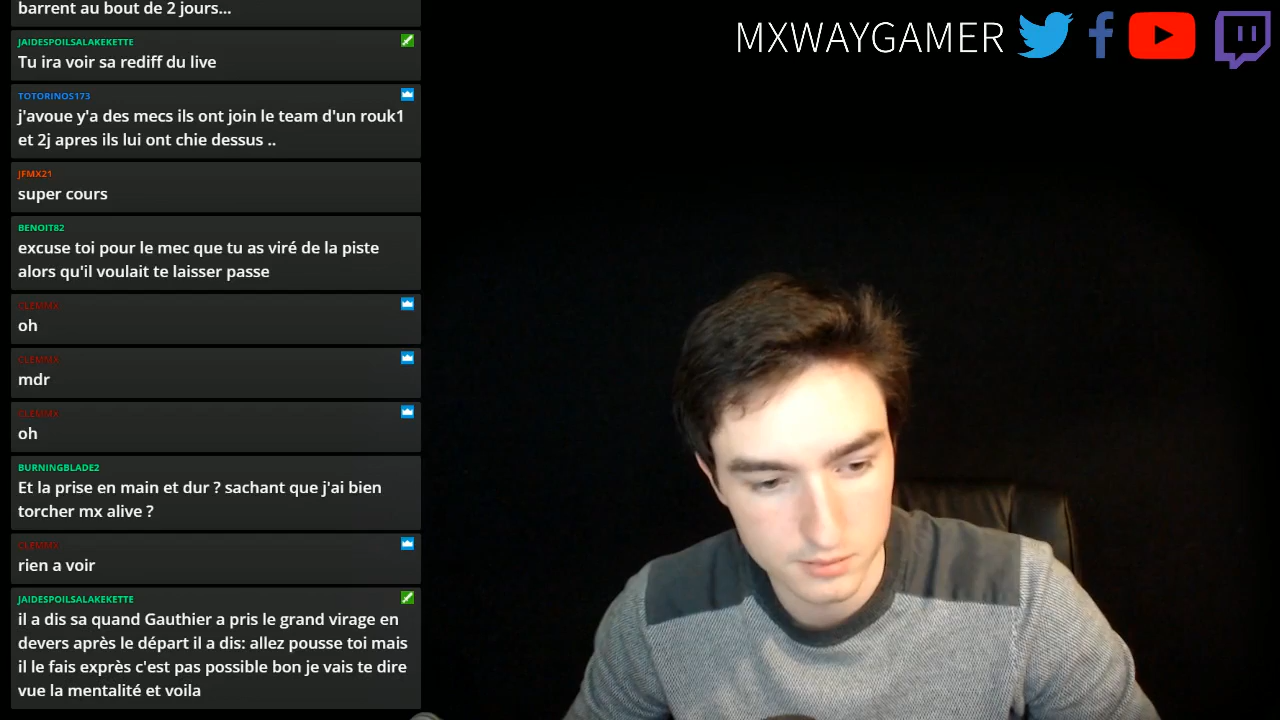 barrent au bout de 2 jours...
MXWAYGAMER
JAIDESPOILSALAKEKETTE
Tu ira voir sa rediff du live
TOTORINOS173
j'avoue y'a des mecs ils ont join le team d'un rouk1
et 2j apres ils lui ont chie dessus ..
JFMX21
super cours
BENOIT82
excuse toi pour le mec que tu as viré de la piste
alors qu'il voulait te laisser passe
CLEMMX
oh
CLEMMX
mdr
CLEMMX
oh
BURNINGBLADE2
Et la prise en main et dur ? sachant que j'ai bien
torcher mx alive ?
CLEMMX
rien a voir
JAIDESPOILSALAKEKETTE
il a dis sa quand Gauthier a pris le grand virage en
devers après le départ il a dis: allez pousse toi mais
il le fais exprès c'est pas possible bon je vais te dire
vue la mentalité et voila